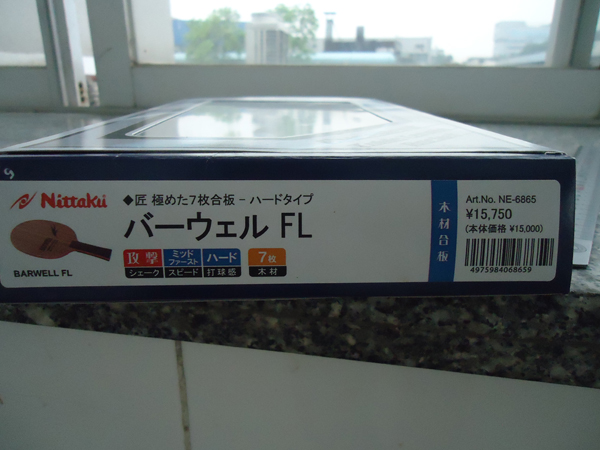 Nittaku
BARWELL FL
◆匠 極めた7枚合板 - ハードタイプ
バーウェル FL
攻撃
シェーク
ミッド
ファースト
スピード
ハード
打球感
7枚
木材
木材合板
Art.No. NE-6865
¥15,750
(本体価格 ¥15,000)
4975984068659